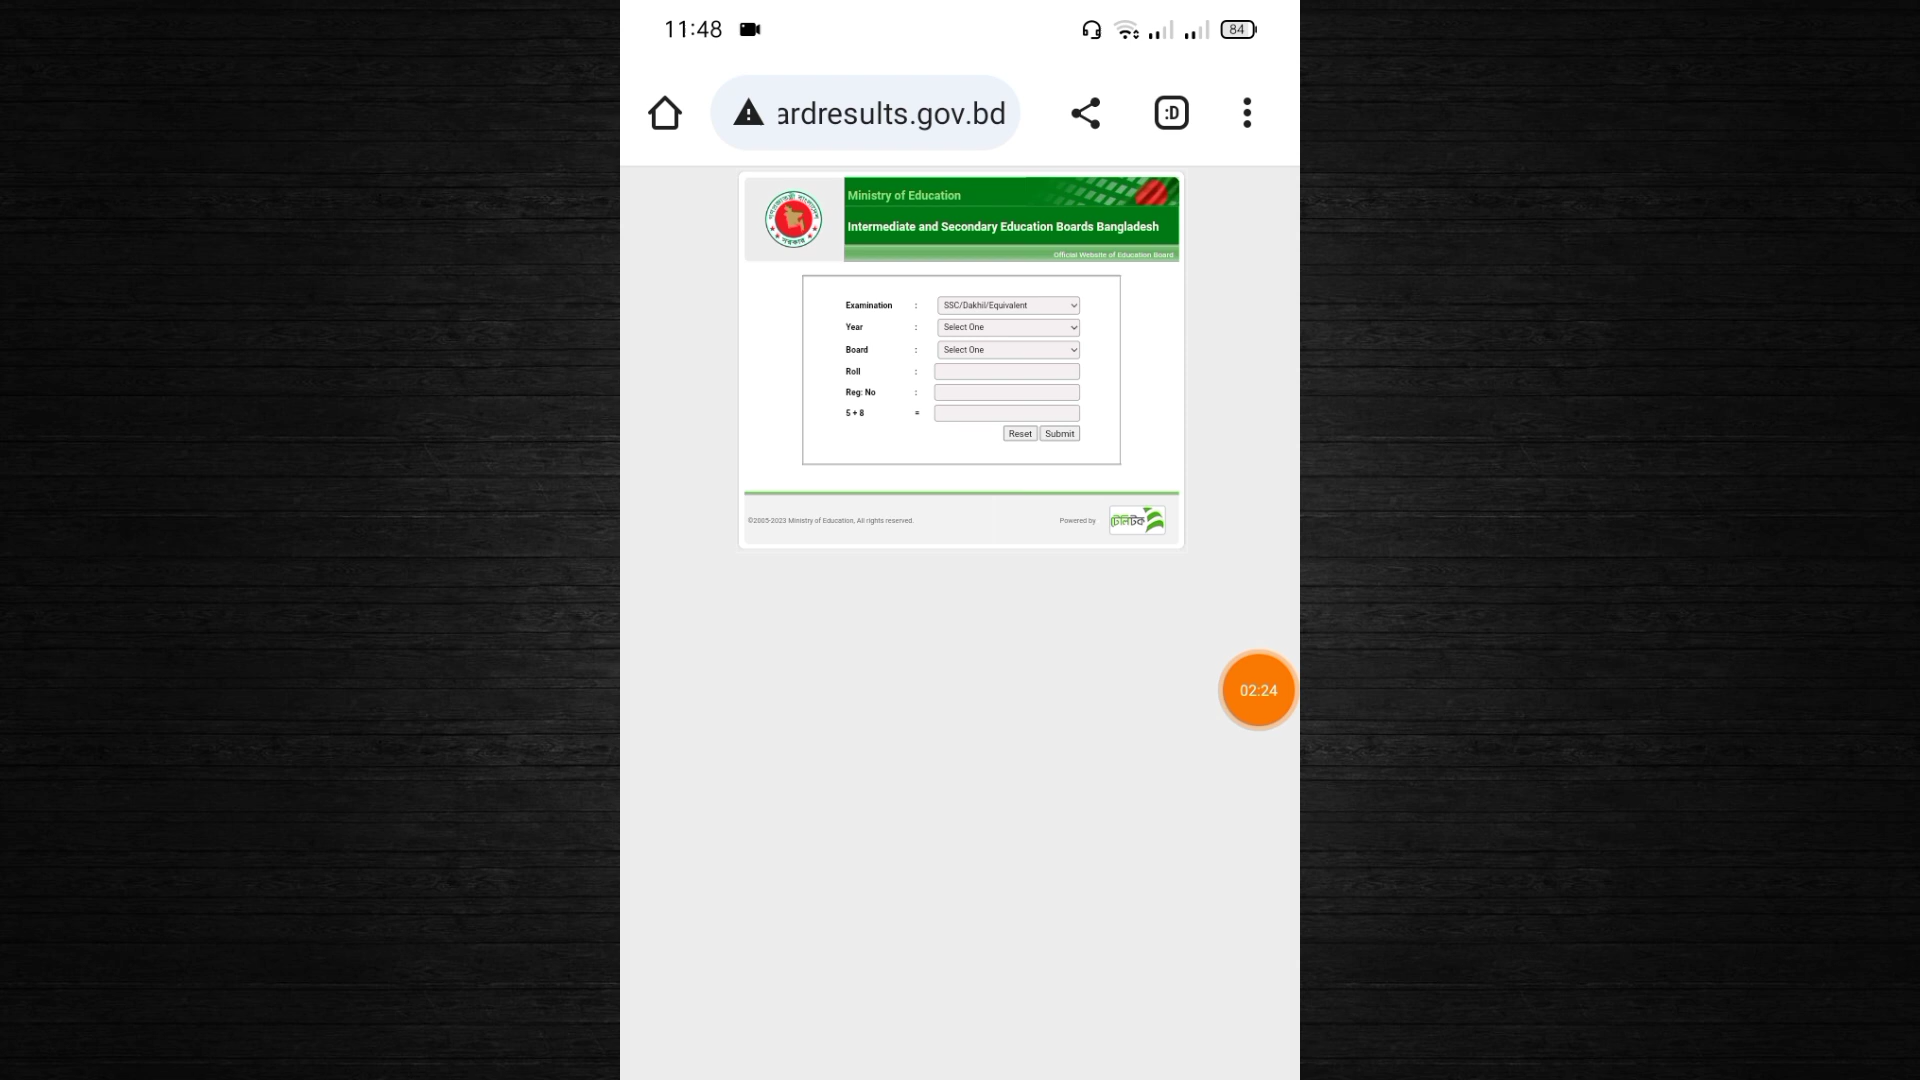 11:48
84
ardresults.gov.bd
:D
Ministry of Education
Intermediate and Secondary Education Boards Bangladesh
Official Website of Education Board
Examination : SSC/Dakhil/Equivalent
Year : Select One
Board : Select One
Roll :
Reg: No :
5 + 8 =
Reset Submit
©2005-2023 Ministry of Education, All rights reserved.
Powered by টেলিটক
02:24